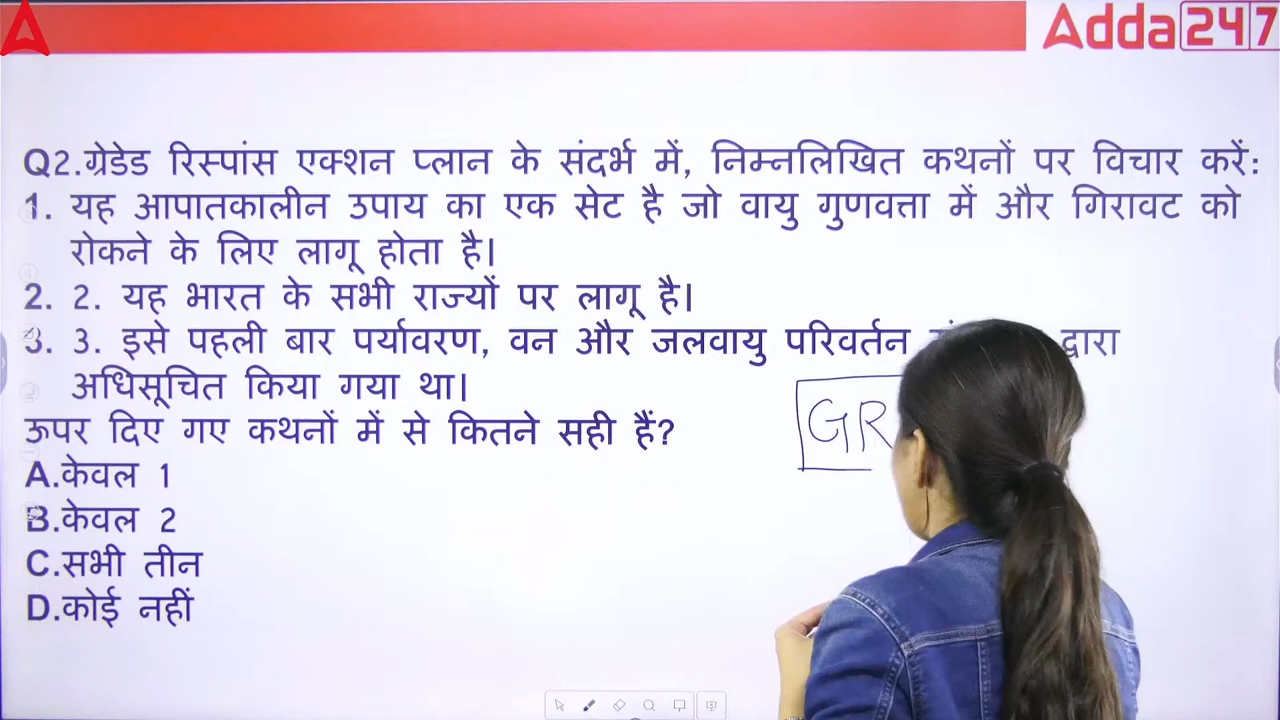 Adda247
Q2.ग्रेडेड रिस्पांस एक्शन प्लान के संदर्भ में, निम्नलिखित कथनों पर विचार करें:
1. यह आपातकालीन उपाय का एक सेट है जो वायु गुणवत्ता में और गिरावट को
रोकने के लिए लागू होता है।
2. 2. यह भारत के सभी राज्यों पर लागू है।
3. 3. इसे पहली बार पर्यावरण, वन और जलवायु परिवर्तन द्वारा
अधिसूचित किया गया था।
GR
ऊपर दिए गए कथनों में से कितने सही हैं?
A.केवल 1
B.केवल 2
C.सभी तीन
D.कोई नहीं